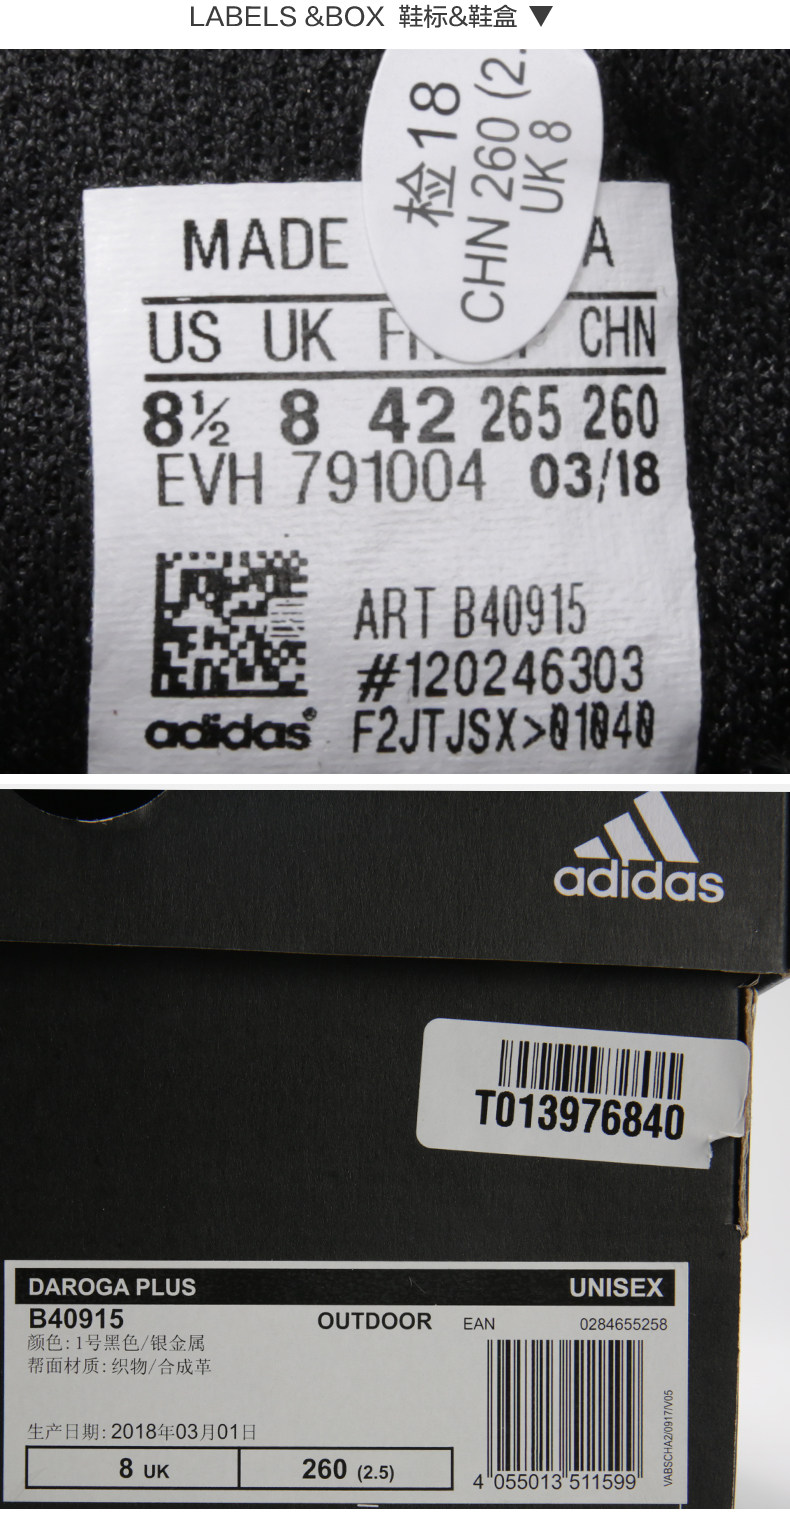 LABELS &BOX 鞋标&鞋盒 ▼
检18
CHN 260 (2.
UK 8
MADE A
US UK CHN
8½ 8 42 265 260
EVH 791004 03/18
ART B40915
#120246303
F2JTJSX>01040
adidas®
adidas
T013976840
DAROGA PLUS UNISEX
B40915 OUTDOOR EAN 0284655258
颜色:1号黑色/银金属
帮面材质:织物/合成革
生产日期:2018年03月01日
8 UK 260 (2.5)
4 055013 511599
VABSCHA2/0917/V05